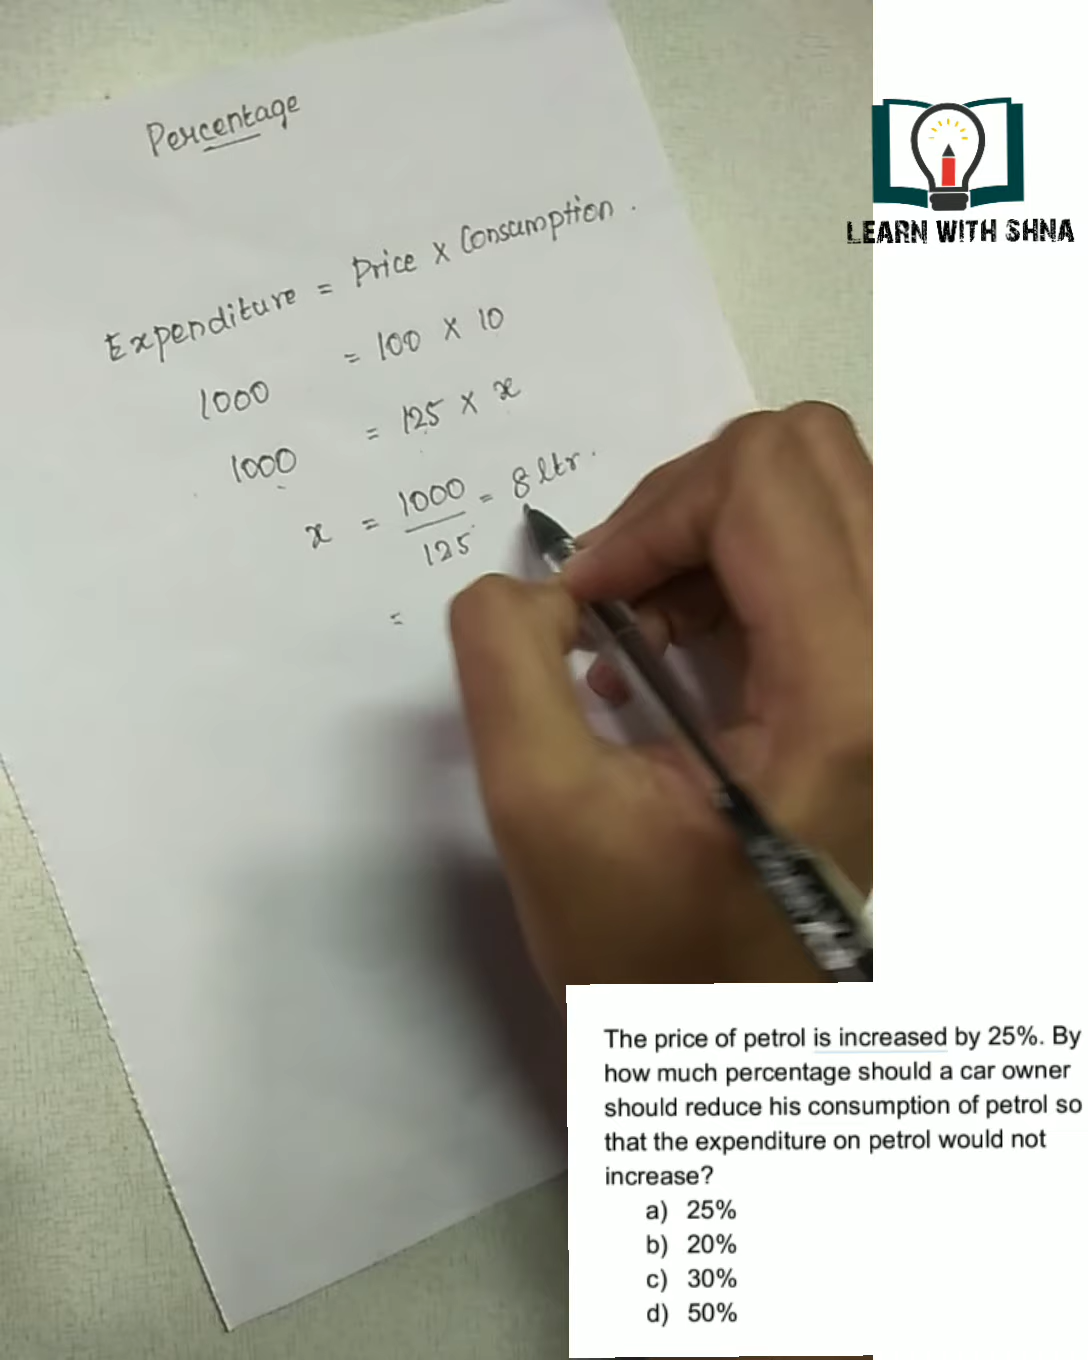 Percentage
Expenditure = Price x Consumption.
1000 = 100 x 10
1000 = 125 x x
x = 1000/125 = 8 ltr.
=
LEARN WITH SHNA
The price of petrol is increased by 25%. By
how much percentage should a car owner
should reduce his consumption of petrol so
that the expenditure on petrol would not
increase?
a) 25%
b) 20%
c) 30%
d) 50%